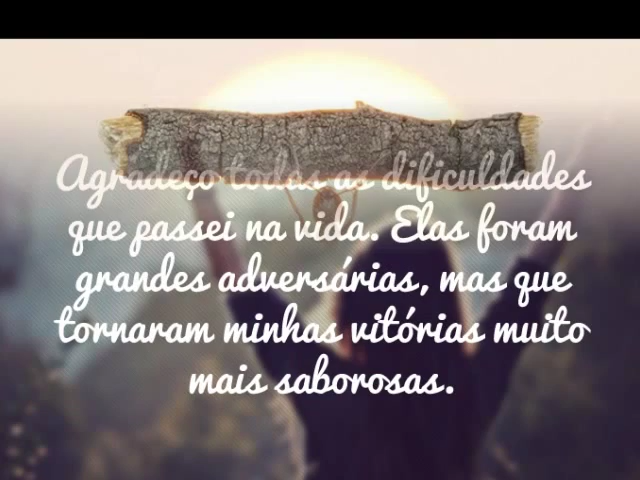 Agradeço todas as dificuldades
que passei na vida. Elas foram
grandes adversárias, mas que
tornaram minhas vitórias muito
mais saborosas.